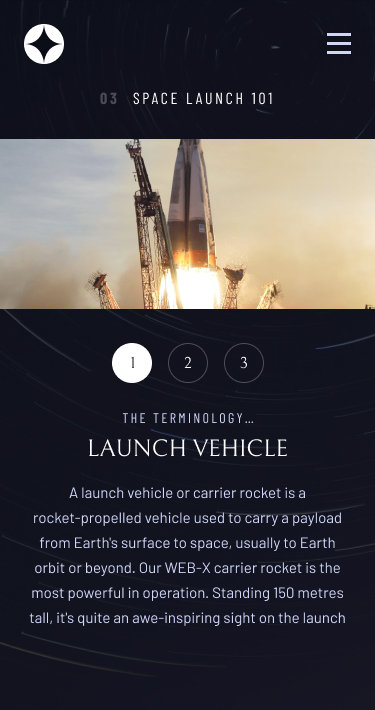 03 SPACE LAUNCH 101
1 2 3
THE TERMINOLOGY…
LAUNCH VEHICLE
A launch vehicle or carrier rocket is a
rocket-propelled vehicle used to carry a payload
from Earth's surface to space, usually to Earth
orbit or beyond. Our WEB-X carrier rocket is the
most powerful in operation. Standing 150 metres
tall, it's quite an awe-inspiring sight on the launch